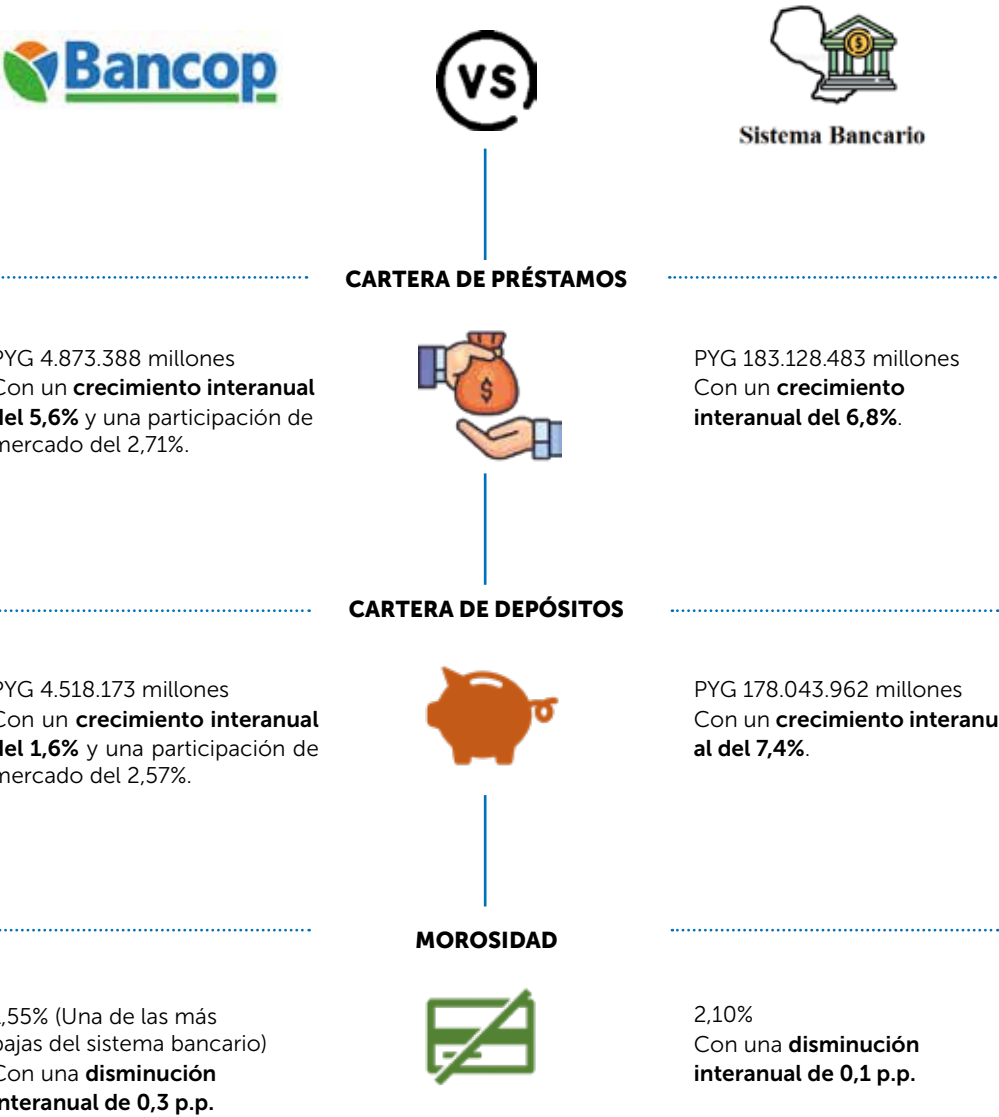 Bancop
VS
Sistema Bancario
CARTERA DE PRÉSTAMOS
PYG 4.873.388 millones
Con un crecimiento interanual
del 5,6% y una participación de
mercado del 2,71%.
$
PYG 183.128.483 millones
Con un crecimiento
interanual del 6,8%.
CARTERA DE DEPÓSITOS
PYG 4.518.173 millones
Con un crecimiento interanual
del 1,6% y una participación de
mercado del 2,57%.
PYG 178.043.962 millones
Con un crecimiento interanu
al del 7,4%.
MOROSIDAD
,55% (Una de las más
bajas del sistema bancario)
Con una disminución
interanual de 0,3 p.p.
2,10%
Con una disminución
interanual de 0,1 p.p.